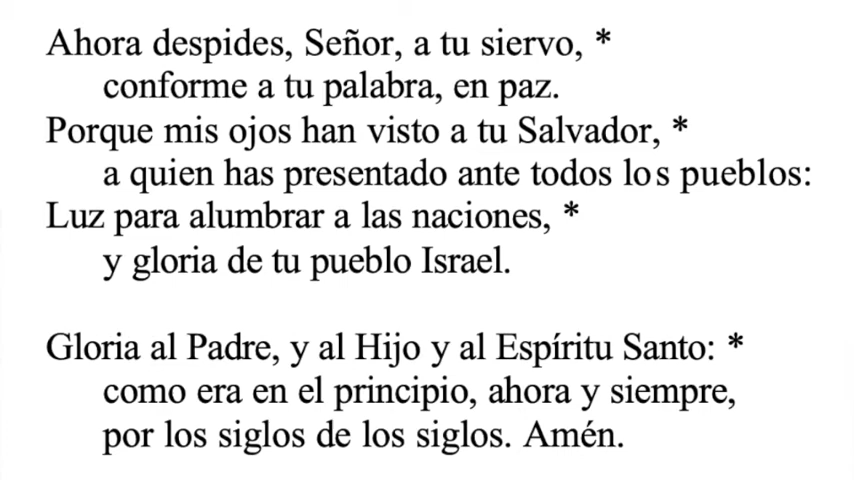 Ahora despides, Señor, a tu siervo, *
conforme a tu palabra, en paz.
Porque mis ojos han visto a tu Salvador, *
a quien has presentado ante todos los pueblos:
Luz para alumbrar a las naciones, *
y gloria de tu pueblo Israel.
Gloria al Padre, y al Hijo y al Espíritu Santo: *
como era en el principio, ahora y siempre,
por los siglos de los siglos. Amén.